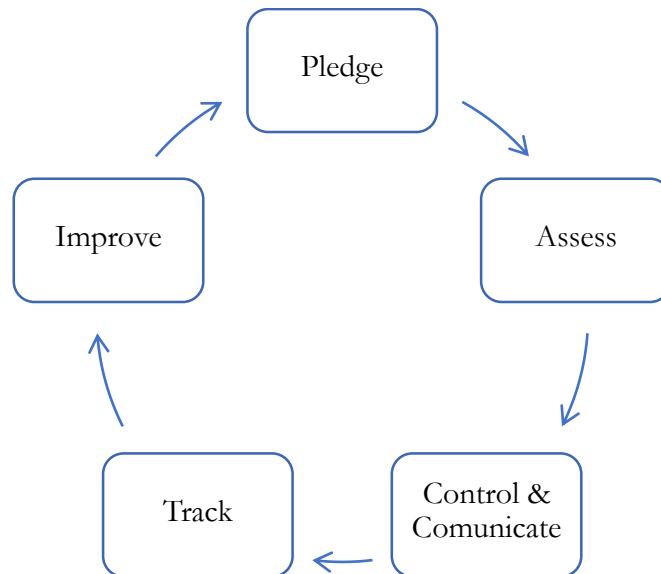 Pledge
Assess
Control &
Comunicate
Track
Improve